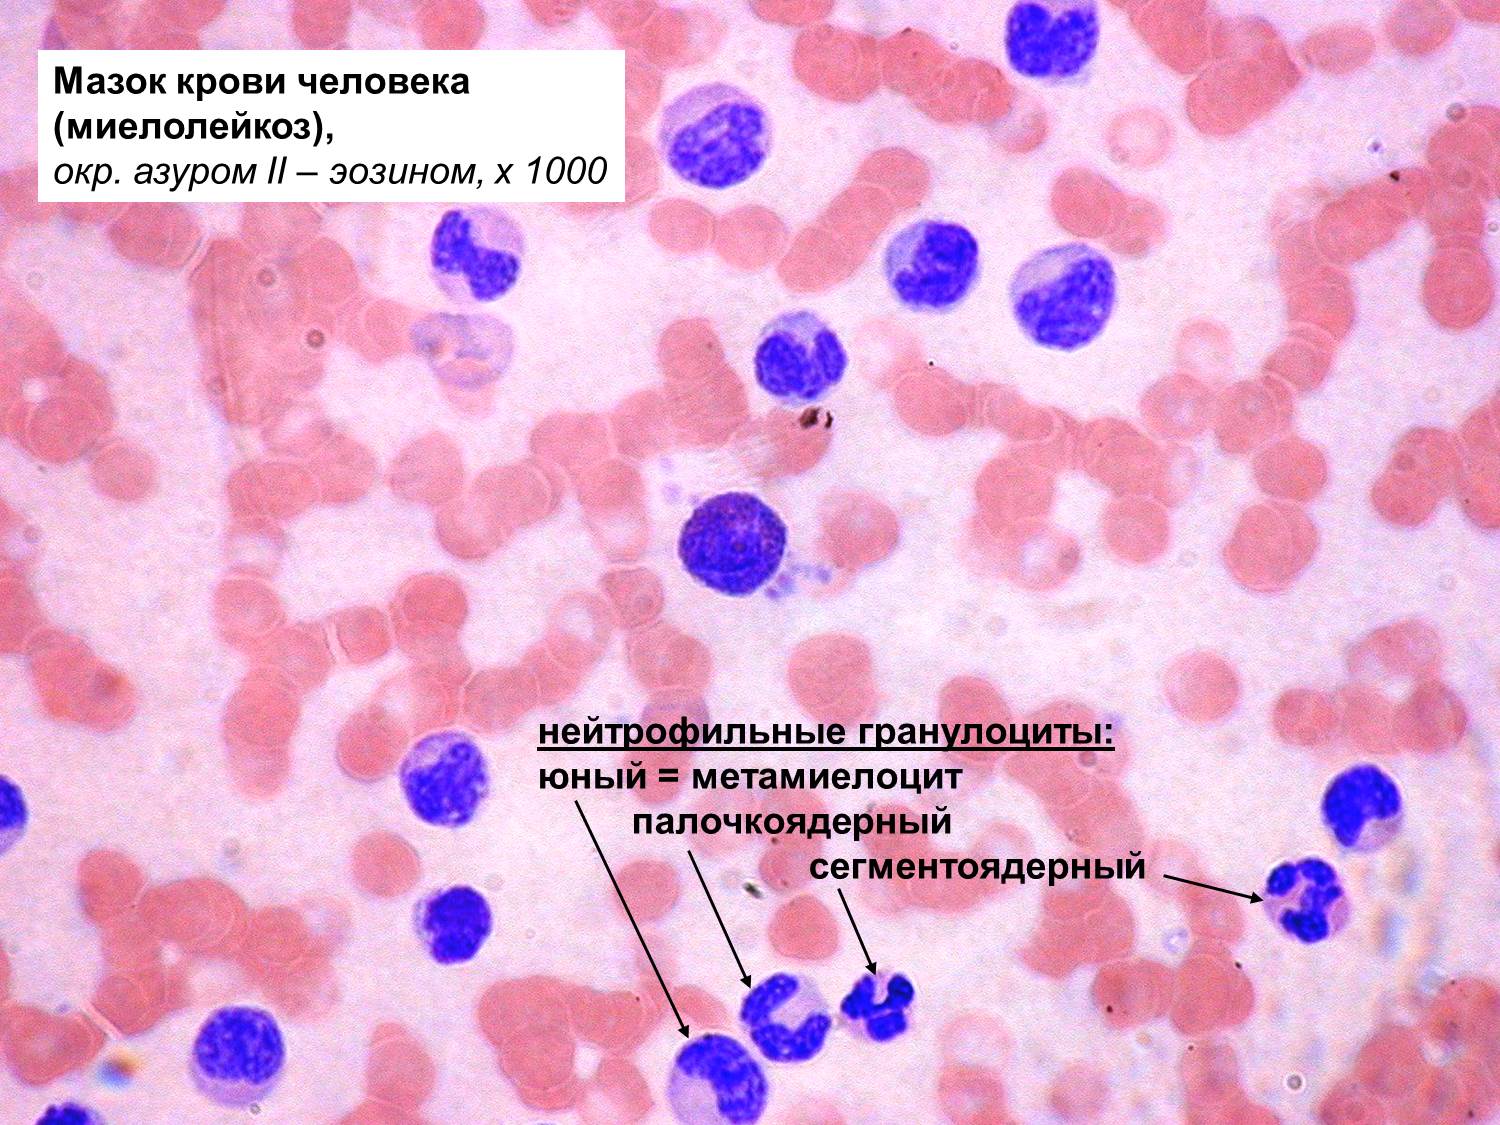 Мазок крови человека
(миелолейкоз),
окр. азуром II – эозином, х 1000
нейтрофильные гранулоциты:
юный = метамиелоцит
палочкоядерный
сегментоядерный